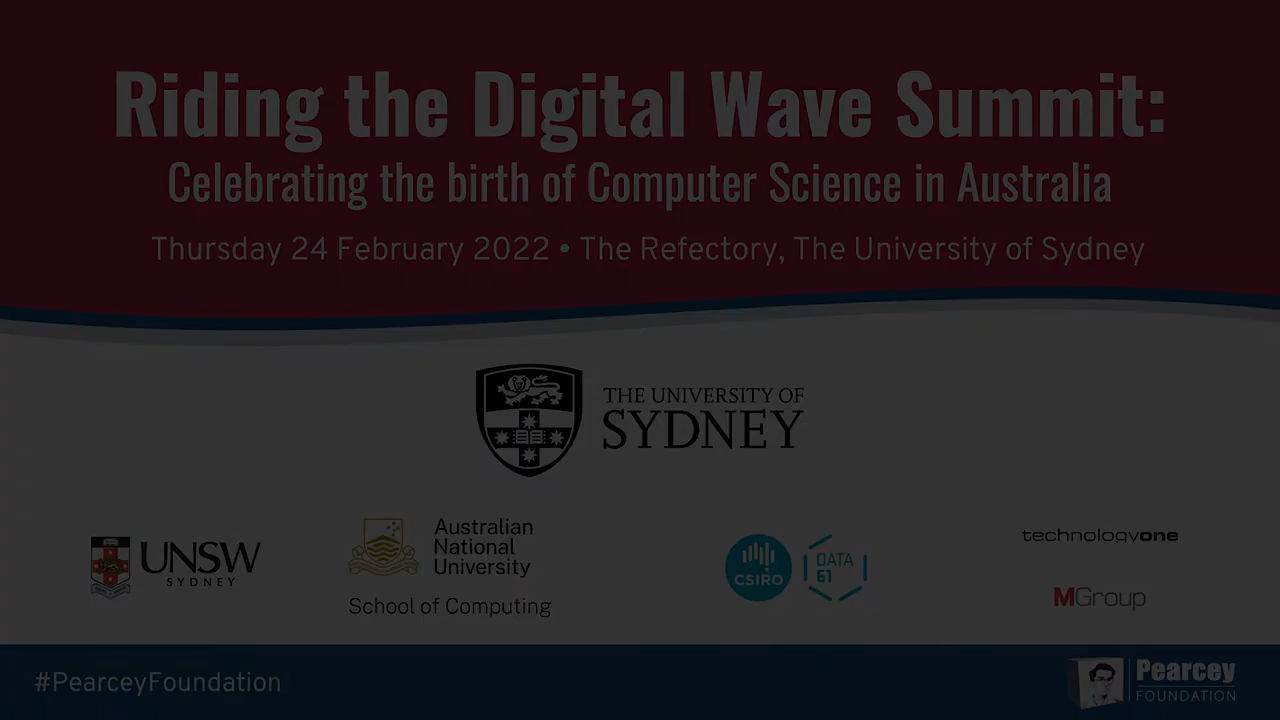 Riding the Digital Wave Summit:
Celebrating the birth of Computer Science in Australia
Thursday 24 February 2022 • The Refectory, The University of Sydney
THE UNIVERSITY OF
SYDNEY
UNSW
SYDNEY
Australian
National
University
School of Computing
CSIRO
DATA
61
technologyone
MGroup
#PearceyFoundation
Pearcey
FOUNDATION